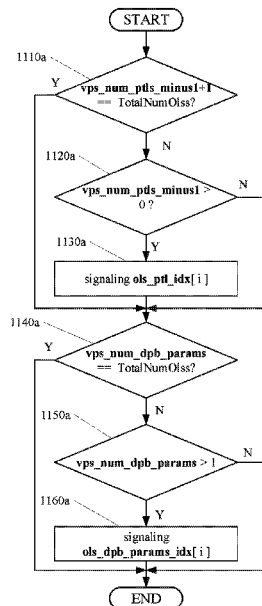 START
1110a
Y
vps_num_ptls_minus1+1
== TotalNumOlss?
N
1120a
vps_num_ptls_minus1 >
0 ?
N
1130a
Y
signaling ols_ptl_idx[ i ]
1140a
Y
vps_num_dpb_params
== TotalNumOlss?
N
1150a
vps_num_dpb_params > 1
N
1160a
Y
signaling
ols_dpb_params_idx[ i ]
END